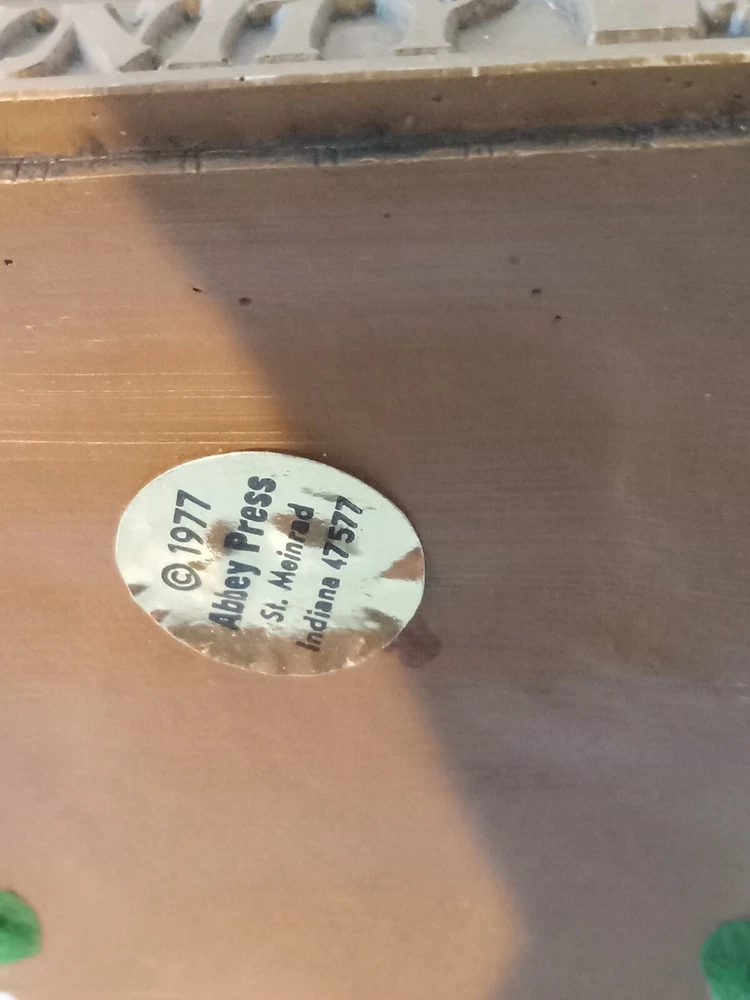 © 1977
Abbey Press
St. Meinrad
Indiana 47577